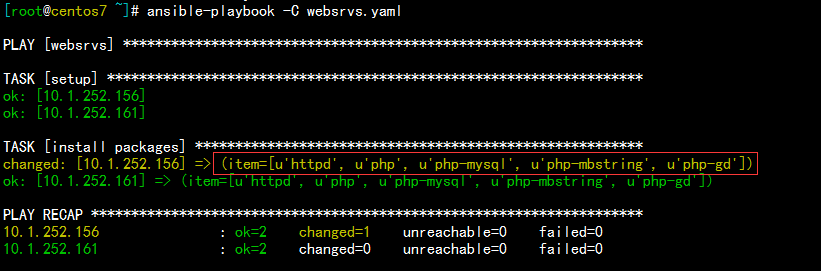 [root@centos7 ~]# ansible-playbook -C websrvs.yaml
PLAY [websrvs] *****************************************************************
TASK [setup] *******************************************************************
ok: [10.1.252.156]
ok: [10.1.252.161]
TASK [install packages] ********************************************************
changed: [10.1.252.156] => (item=[u'httpd', u'php', u'php-mysql', u'php-mbstring', u'php-gd'])
ok: [10.1.252.161] => (item=[u'httpd', u'php', u'php-mysql', u'php-mbstring', u'php-gd'])
PLAY RECAP *********************************************************************
10.1.252.156 : ok=2 changed=1 unreachable=0 failed=0
10.1.252.161 : ok=2 changed=0 unreachable=0 failed=0